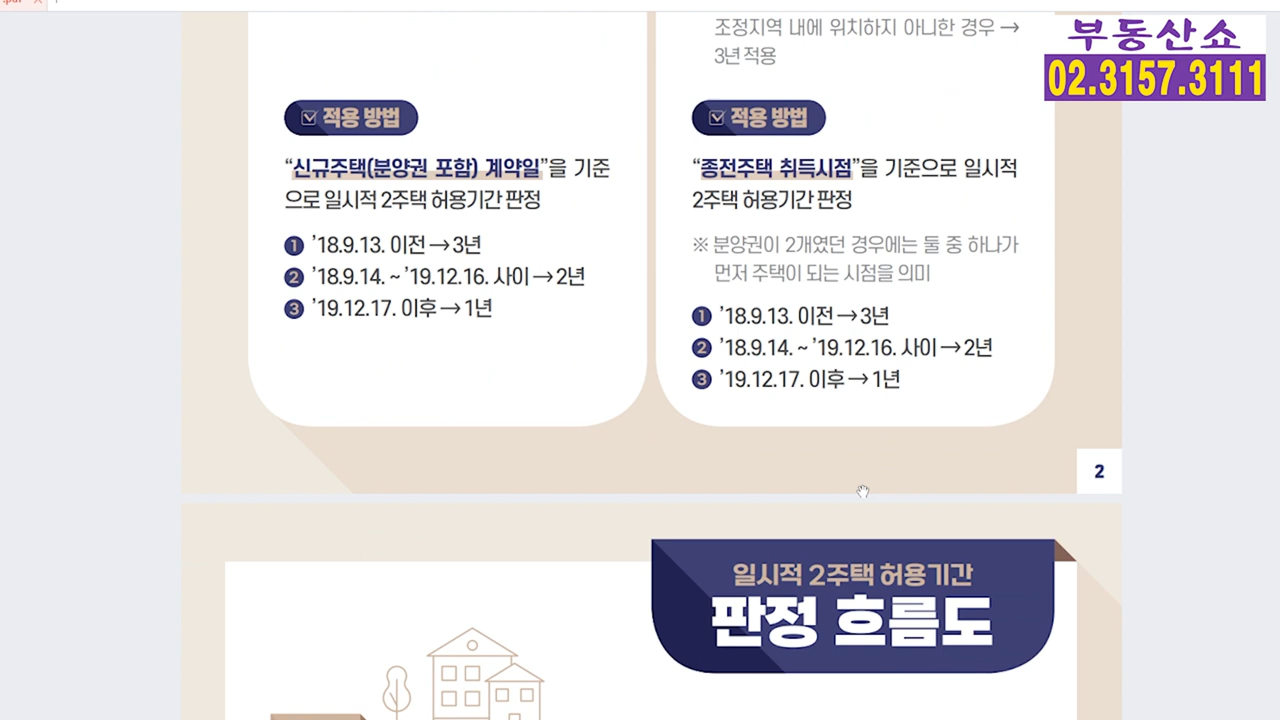 부동산쇼
02.3157.3111
적용 방법
“신규주택(분양권 포함) 계약일”을 기준
으로 일시적 2주택 허용기간 판정
1 ’18.9.13. 이전→3년
2 ’18.9.14. ~ ’19.12.16. 사이→2년
3 ’19.12.17. 이후→1년
조정지역 내에 위치하지 아니한 경우 →
3년 적용
적용 방법
“종전주택 취득시점”을 기준으로 일시적
2주택 허용기간 판정
※ 분양권이 2개였던 경우에는 둘 중 하나가
먼저 주택이 되는 시점을 의미
1 ’18.9.13. 이전→3년
2 ’18.9.14. ~ ’19.12.16. 사이→2년
3 ’19.12.17. 이후→1년
2
일시적 2주택 허용기간
판정 흐름도